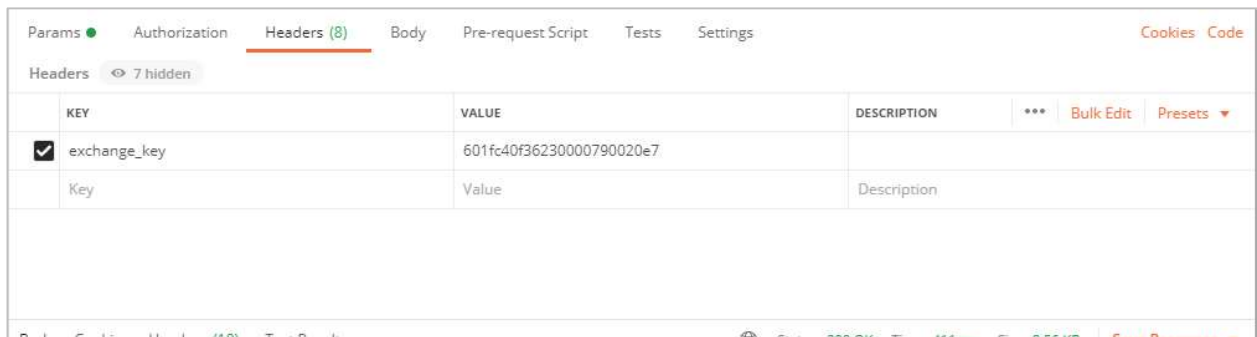 Params Authorization Headers (8) Body Pre-request Script Tests Settings Cookies Code
Headers 7 hidden
KEY VALUE DESCRIPTION ••• Bulk Edit Presets
exchange_key 601fc40f36230000790020e7
Key Value Description